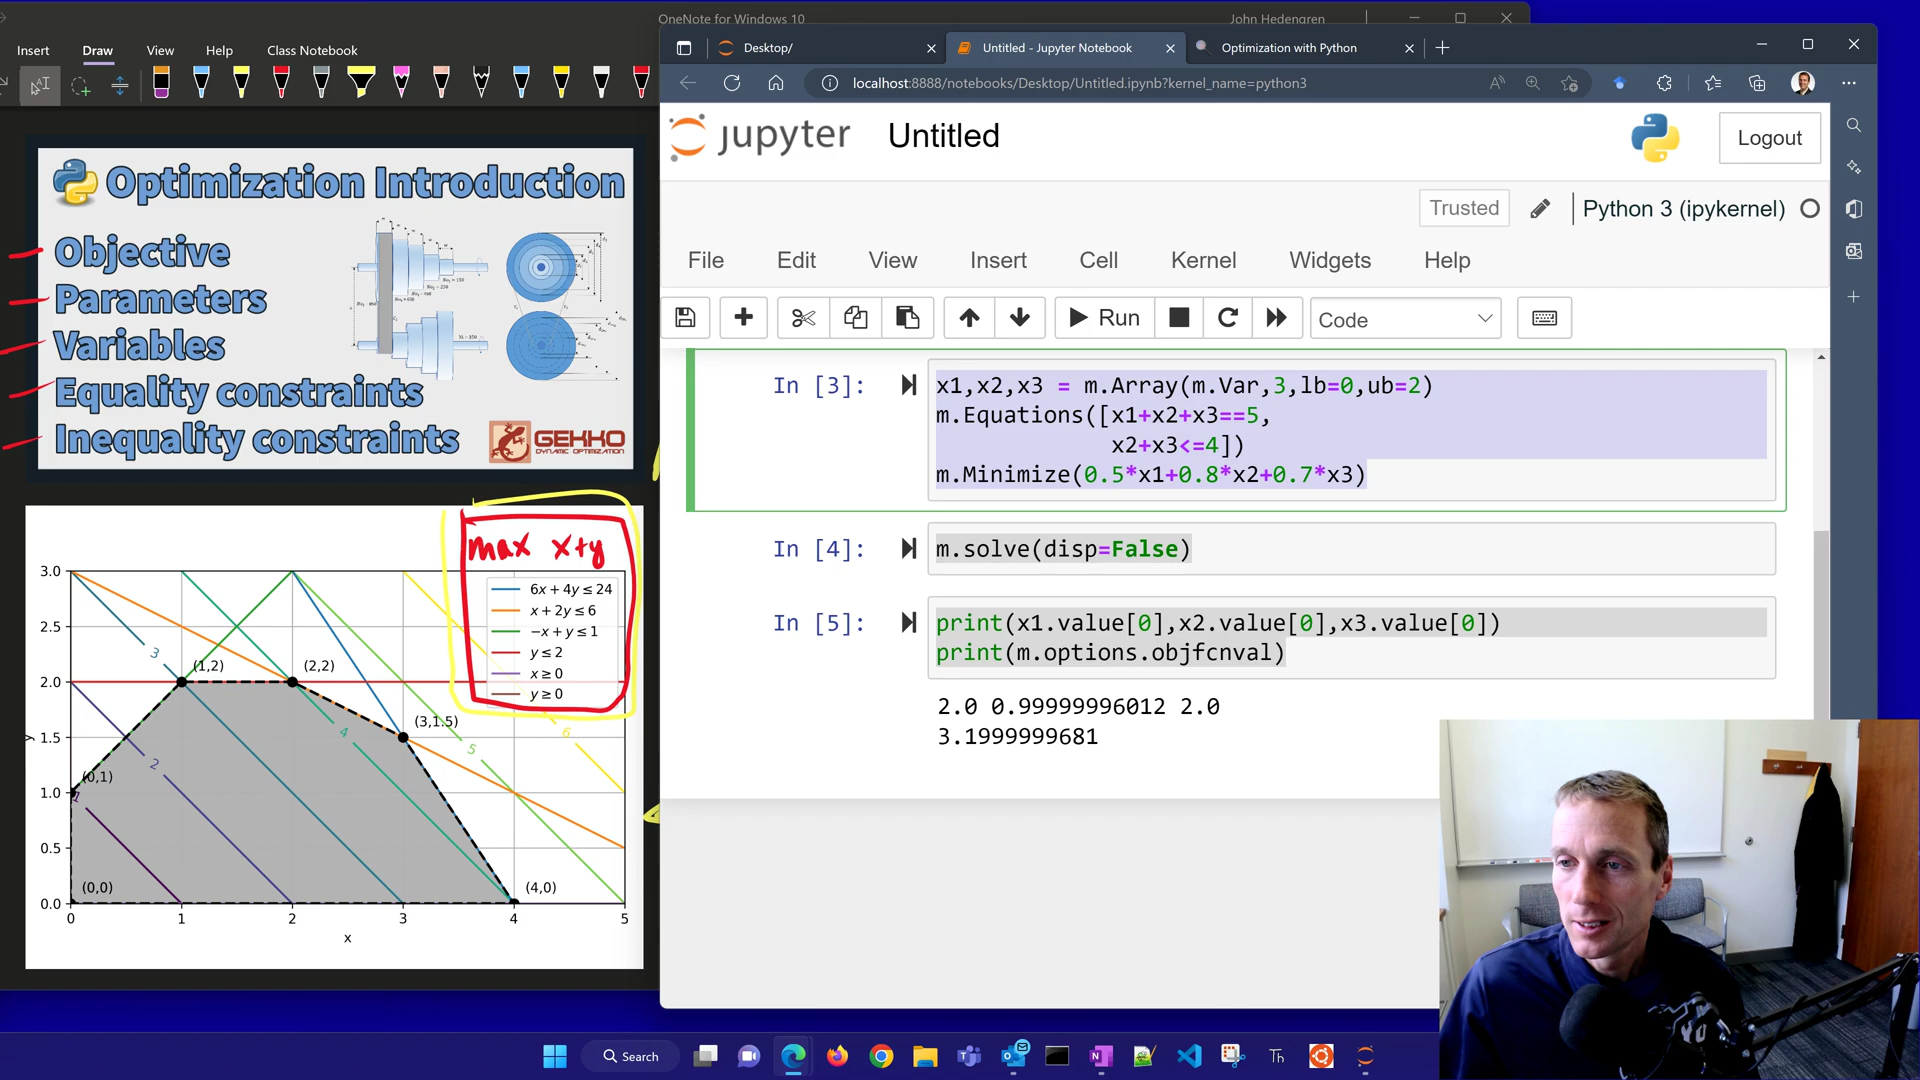 OneNote for Windows 10
John Hedengren
Insert
Draw
View
Help
Class Notebook
Optimization Introduction
Objective
Parameters
Variables
Equality constraints
Inequality constraints
GEKKO
DYNAMIC OPTIMIZATION
max x+y
6x + 4y ≤ 24
x + 2y ≤ 6
−x + y ≤ 1
y ≤ 2
x ≥ 0
y ≥ 0
3.0
2.5
2.0
1.5
1.0
0.5
0.0
y
(1,2)
(2,2)
(3,1.5)
(0,1)
(0,0)
(4,0)
1
2
3
4
5
6
0
1
2
3
4
5
x
Desktop/
Untitled - Jupyter Notebook
Optimization with Python
localhost:8888/notebooks/Desktop/Untitled.ipynb?kernel_name=python3
jupyter
Untitled
Logout
Trusted
Python 3 (ipykernel)
File
Edit
View
Insert
Cell
Kernel
Widgets
Help
Run
Code
In [3]:
x1,x2,x3 = m.Array(m.Var,3,lb=0,ub=2)
m.Equations([x1+x2+x3==5,
x2+x3<=4])
m.Minimize(0.5*x1+0.8*x2+0.7*x3)
In [4]:
m.solve(disp=False)
In [5]:
print(x1.value[0],x2.value[0],x3.value[0])
print(m.options.objfcnval)
2.0 0.99999996012 2.0
3.1999999681
Search
Th